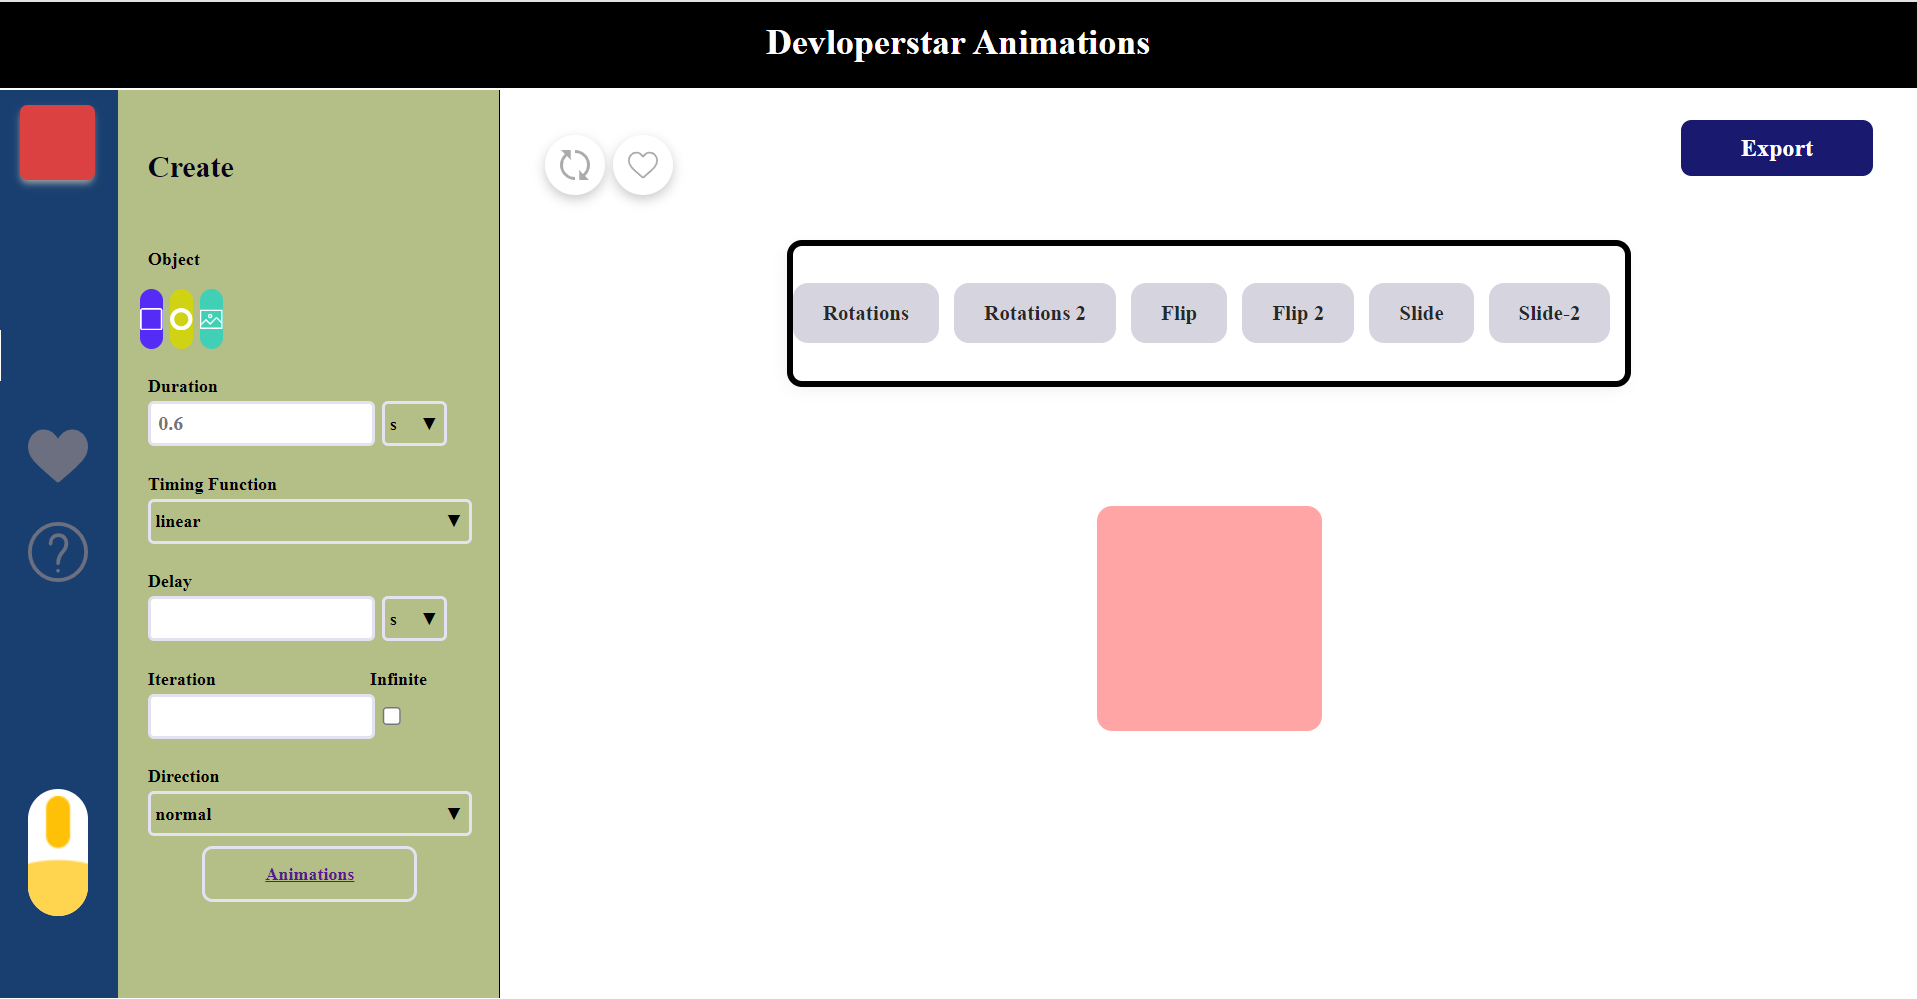 Devloperstar Animations
Create
Object
Duration
0.6 s ▼
Timing Function
linear ▼
Delay
s ▼
Iteration Infinite
Direction
normal ▼
Animations
Export
Rotations Rotations 2 Flip Flip 2 Slide Slide-2